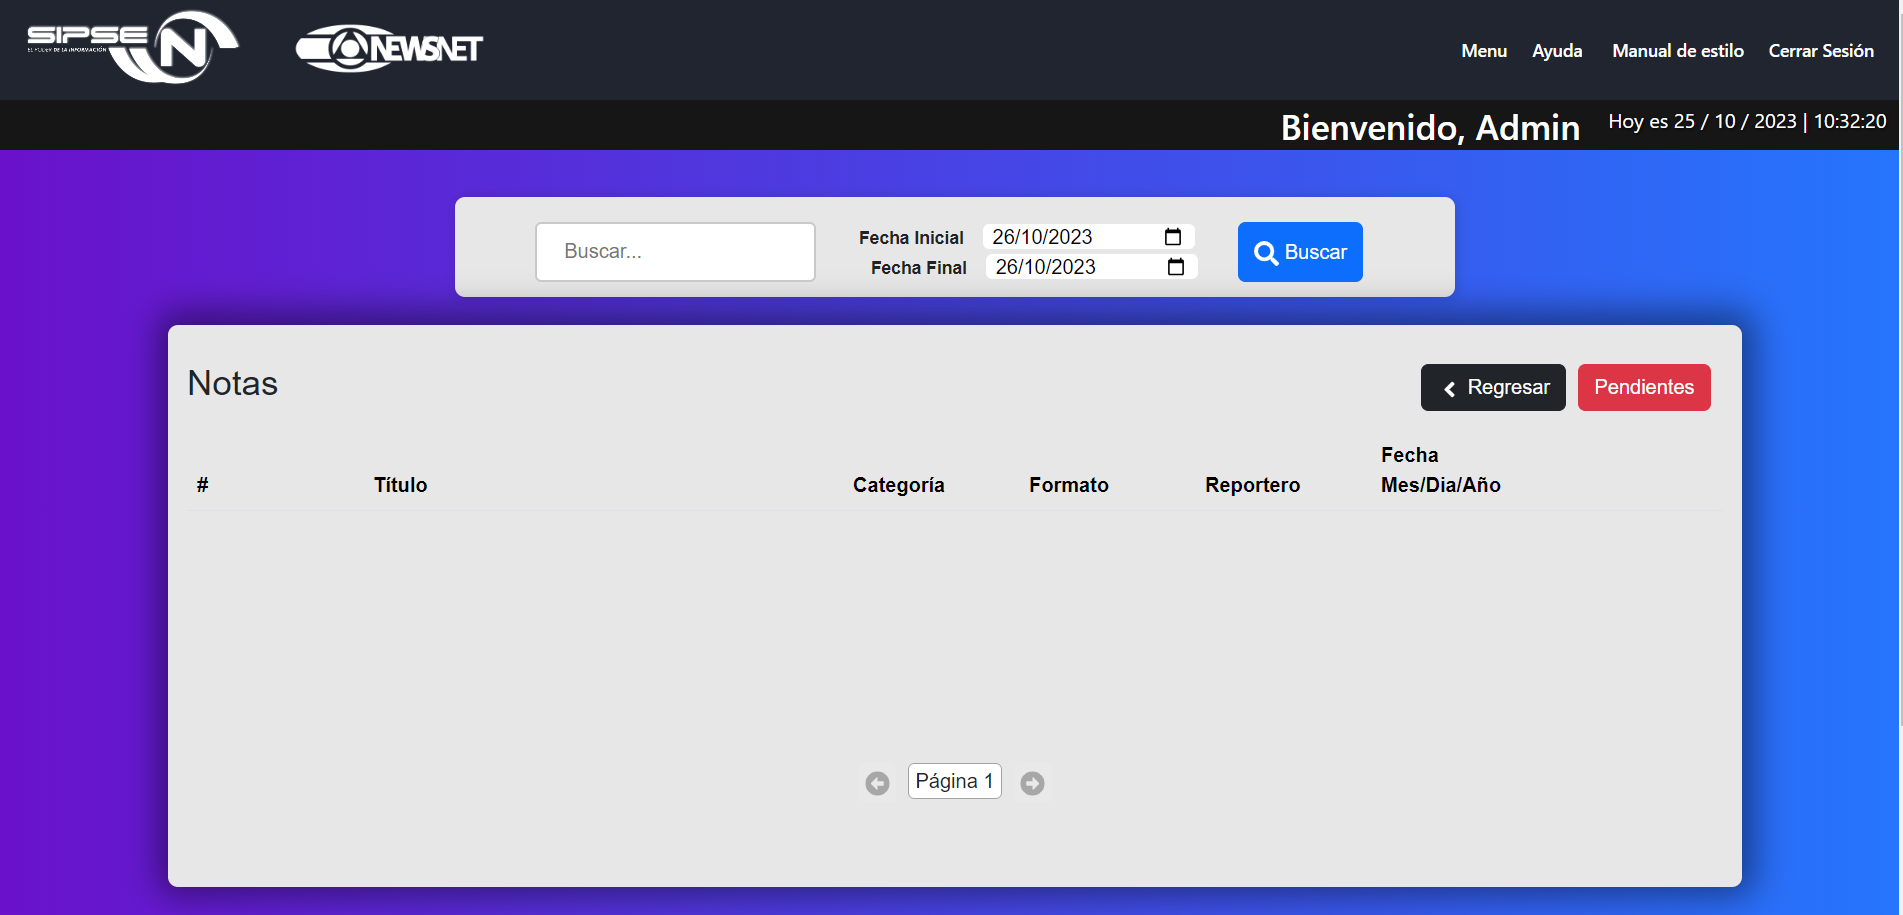 SIPSE N
EL PODER DE LA INFORMACIÓN
NEWSNET
Menu Ayuda Manual de estilo Cerrar Sesión
Bienvenido, Admin Hoy es 25 / 10 / 2023 | 10:32:20
Buscar...
Fecha Inicial 26/10/2023
Fecha Final 26/10/2023
Buscar
Notas
Regresar Pendientes
# Título Categoría Formato Reportero Fecha
Mes/Dia/Año
Página 1